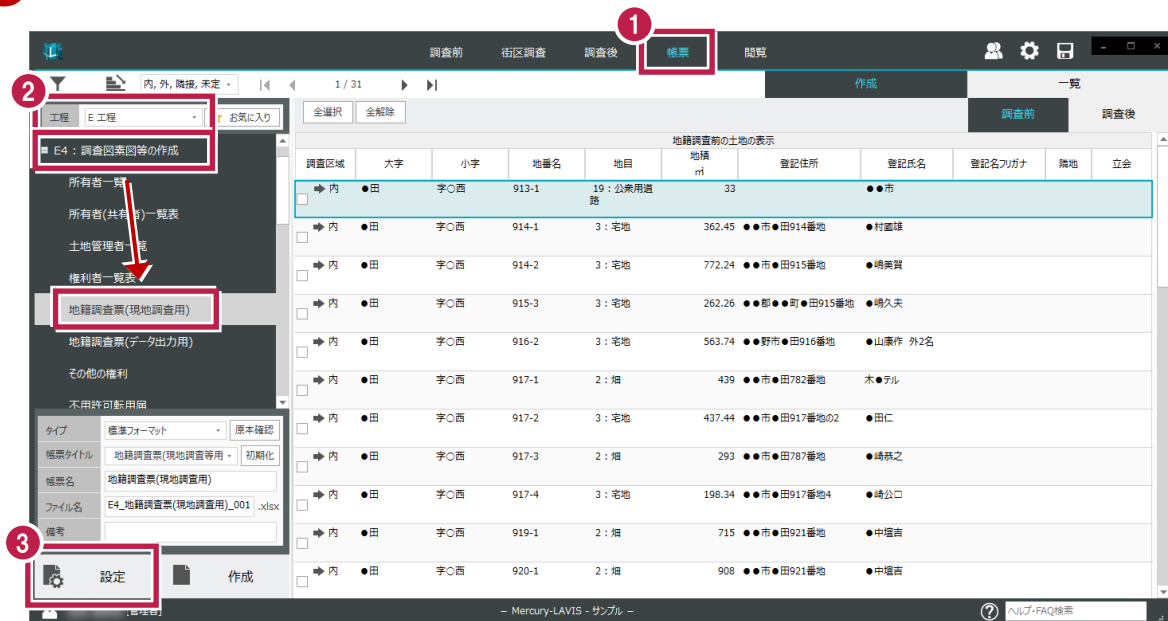 1
調査前 街区調査 調査後 帳票 閲覧
内, 外, 隣接, 未定 1 / 31 作成 一覧
2
工程 E 工程 お気に入り 全選択 全解除 調査前 調査後
E4：調査図素図等の作成
所有者一覧
所有者(共有者)一覧表
土地管理者一覧
権利者一覧表
地籍調査票(現地調査用)
地籍調査票(データ出力用)
その他の権利
不用許可転用届
タイプ 標準フォーマット 原本確認
帳票タイトル 地籍調査票(現地調査等用 初期化
帳票名 地籍調査票(現地調査用)
ファイル名 E4_地籍調査票(現地調査用)_001 .xlsx
備考
3
設定 作成
地籍調査前の土地の表示
調査区域 大字 小字 地番名 地目 地積 ㎡ 登記住所 登記氏名 登記名フリガナ 隣地 立会
内 ●田 字○西 913-1 19：公衆用道路 33 ●●市
内 ●田 字○西 914-1 3：宅地 362.45 ●●市●田914番地 ●村國雄
内 ●田 字○西 914-2 3：宅地 772.24 ●●市●田915番地 ●嶋美賀
内 ●田 字○西 915-3 3：宅地 262.26 ●●郡●●町●田915番地 ●嶋久夫
内 ●田 字○西 916-2 3：宅地 563.74 ●●野市●田916番地 ●山康作 外2名
内 ●田 字○西 917-1 2：畑 439 ●●市●田782番地 木●テル
内 ●田 字○西 917-2 3：宅地 437.44 ●●市●田917番地の2 ●田仁
内 ●田 字○西 917-3 2：畑 293 ●●市●田787番地 ●崎恭之
内 ●田 字○西 917-4 3：宅地 198.34 ●●市●田917番地4 ●崎公□
内 ●田 字○西 919-1 2：畑 715 ●●市●田921番地 ●中壇吉
内 ●田 字○西 920-1 2：畑 908 ●●市●田921番地 ●中壇吉
[管理者] – Mercury-LAVIS - サンプル – ヘルプ・FAQ検索